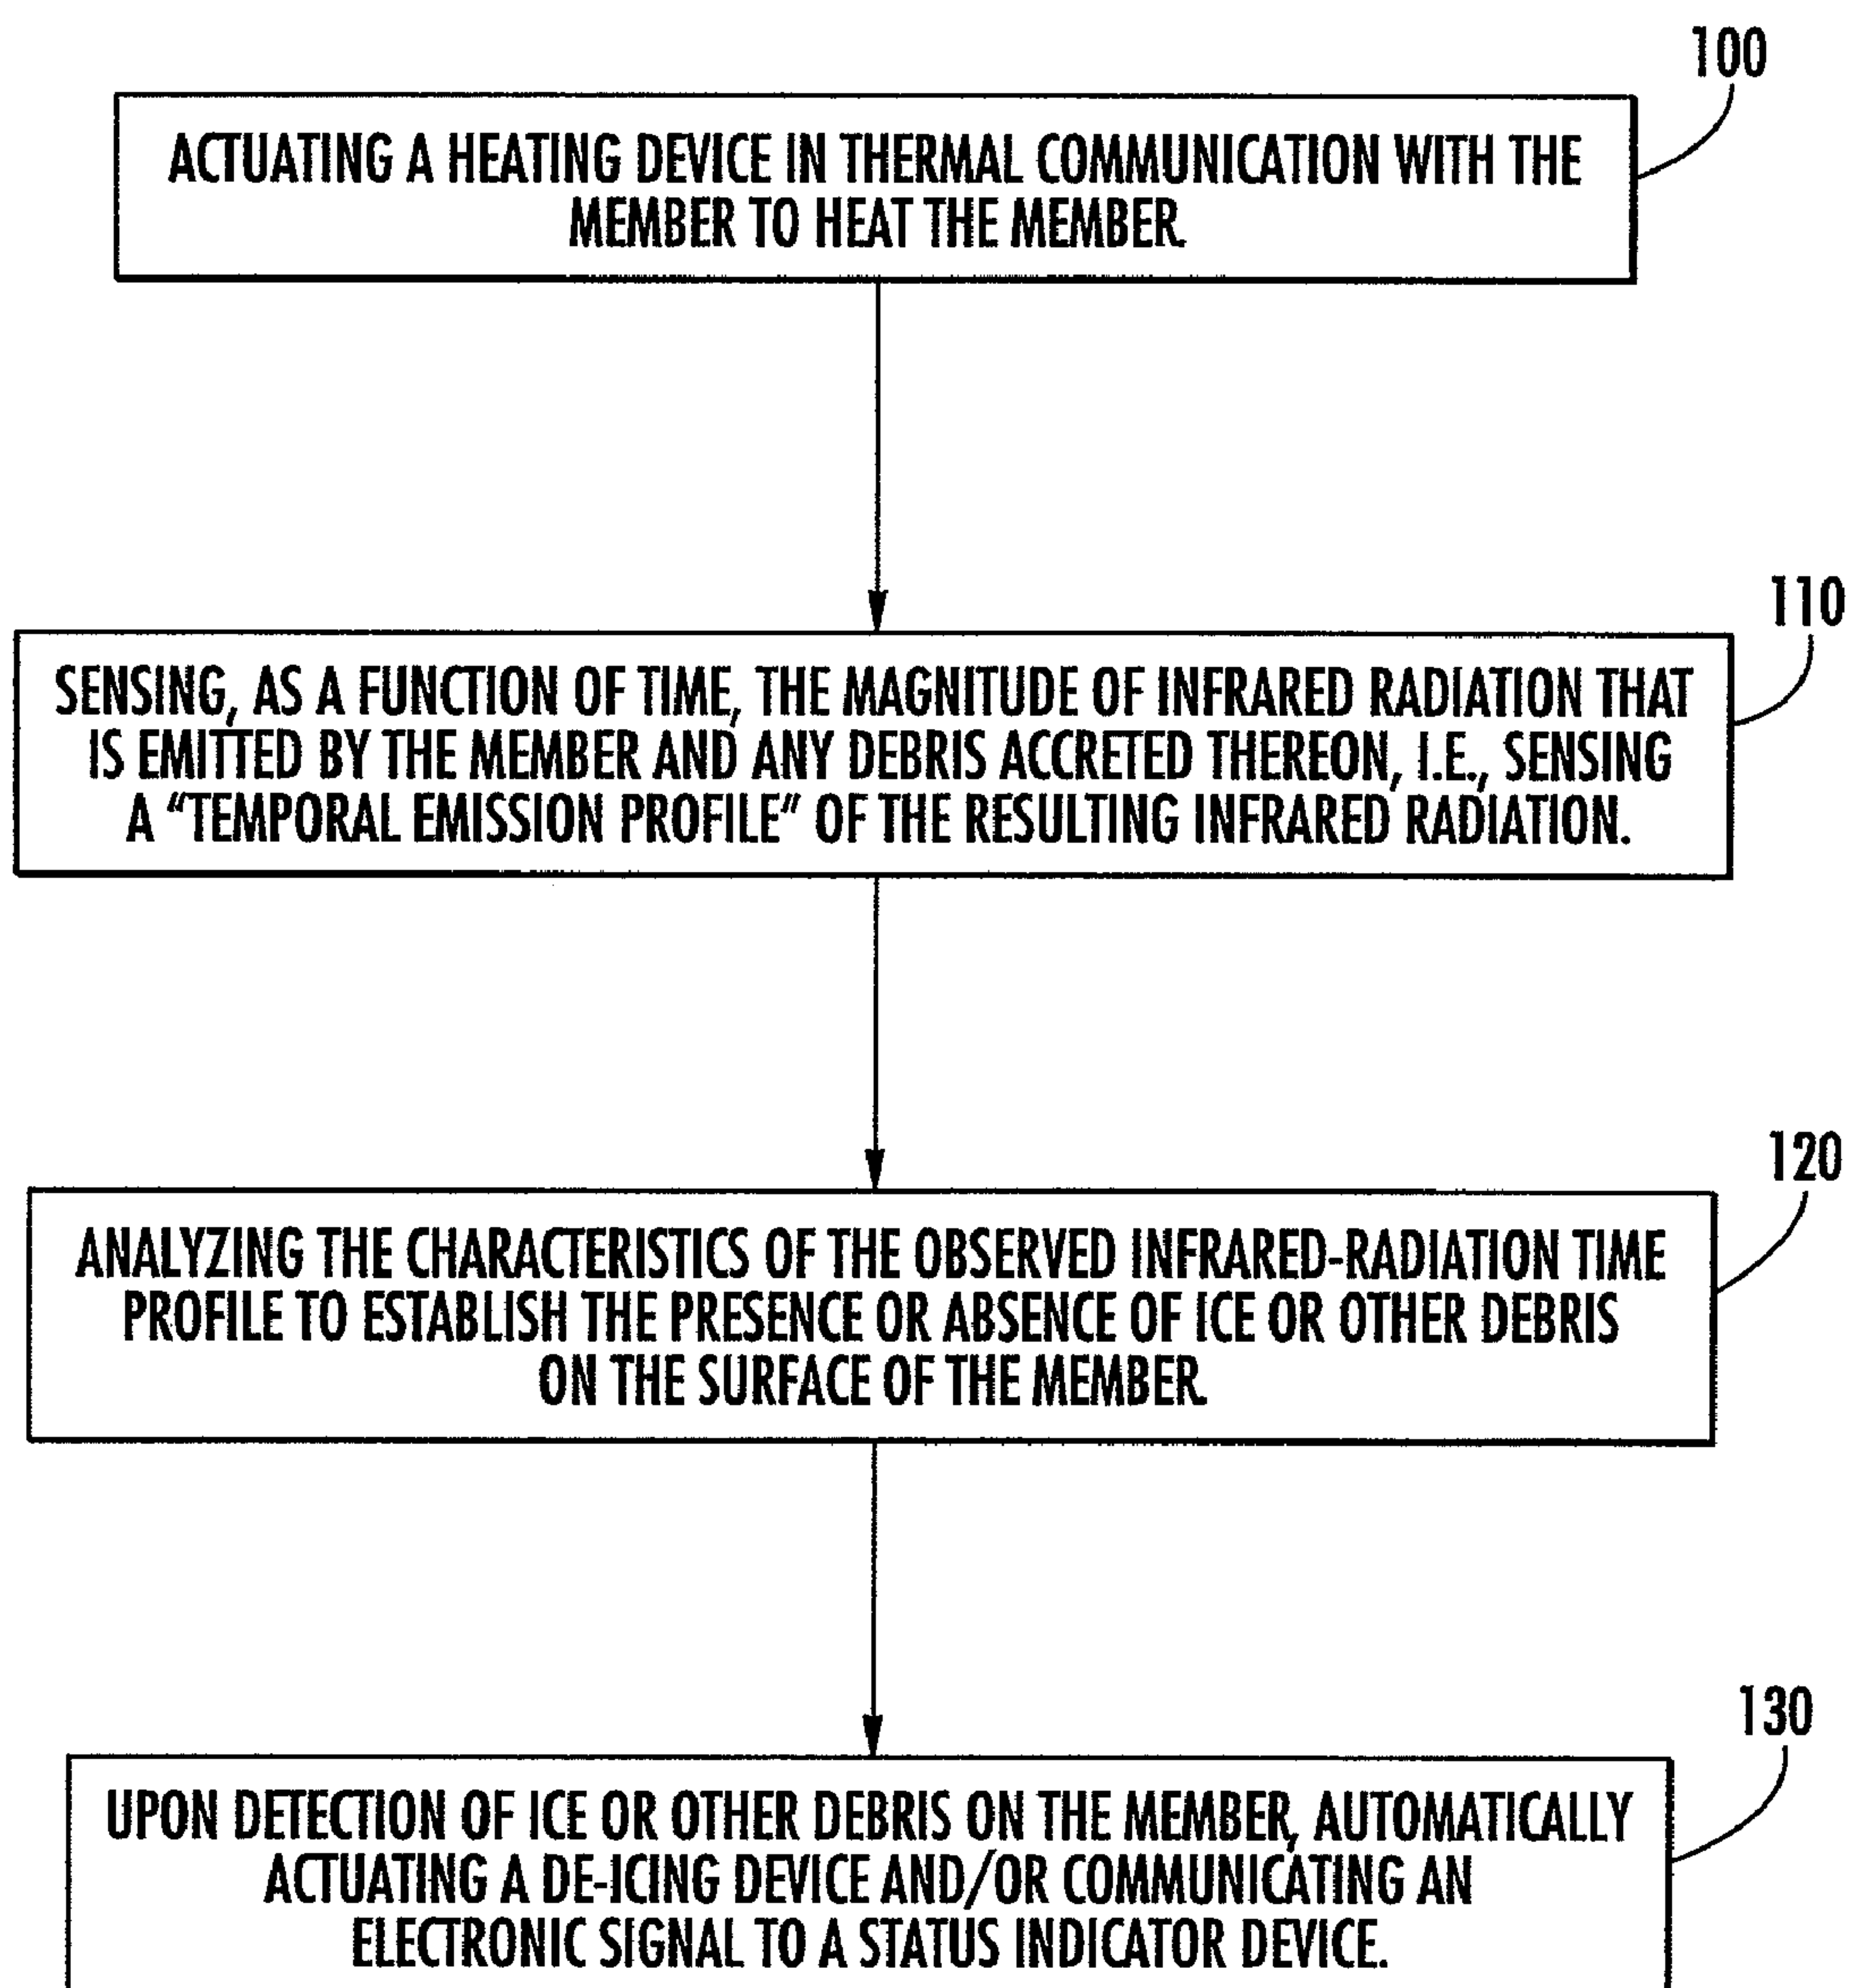 100
ACTUATING A HEATING DEVICE IN THERMAL COMMUNICATION WITH THE
MEMBER TO HEAT THE MEMBER.
110
SENSING, AS A FUNCTION OF TIME, THE MAGNITUDE OF INFRARED RADIATION THAT
IS EMITTED BY THE MEMBER AND ANY DEBRIS ACCRETED THEREON, I.E., SENSING
A "TEMPORAL EMISSION PROFILE" OF THE RESULTING INFRARED RADIATION.
120
ANALYZING THE CHARACTERISTICS OF THE OBSERVED INFRARED-RADIATION TIME
PROFILE TO ESTABLISH THE PRESENCE OR ABSENCE OF ICE OR OTHER DEBRIS
ON THE SURFACE OF THE MEMBER.
130
UPON DETECTION OF ICE OR OTHER DEBRIS ON THE MEMBER, AUTOMATICALLY
ACTUATING A DE-ICING DEVICE AND/OR COMMUNICATING AN
ELECTRONIC SIGNAL TO A STATUS INDICATOR DEVICE.